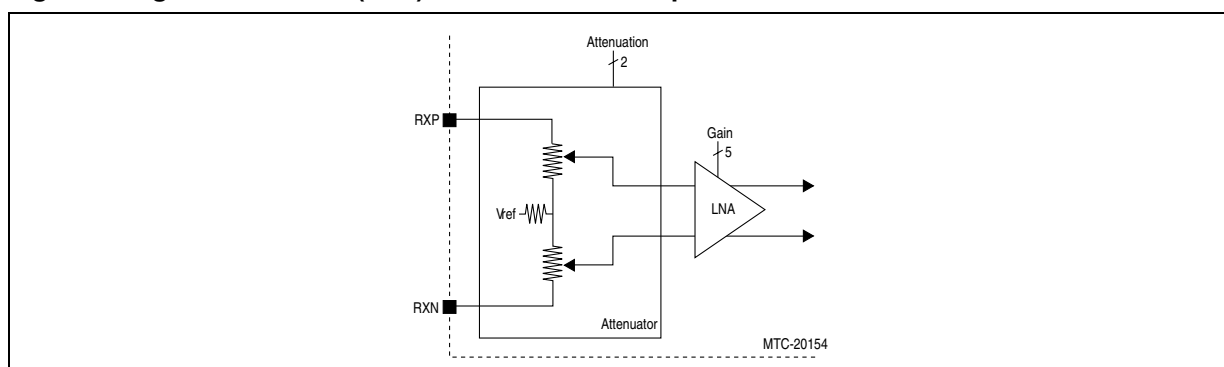 Attenuation
2
RXP
Gain
5
Vref
LNA
RXN
Attenuator
MTC-20154